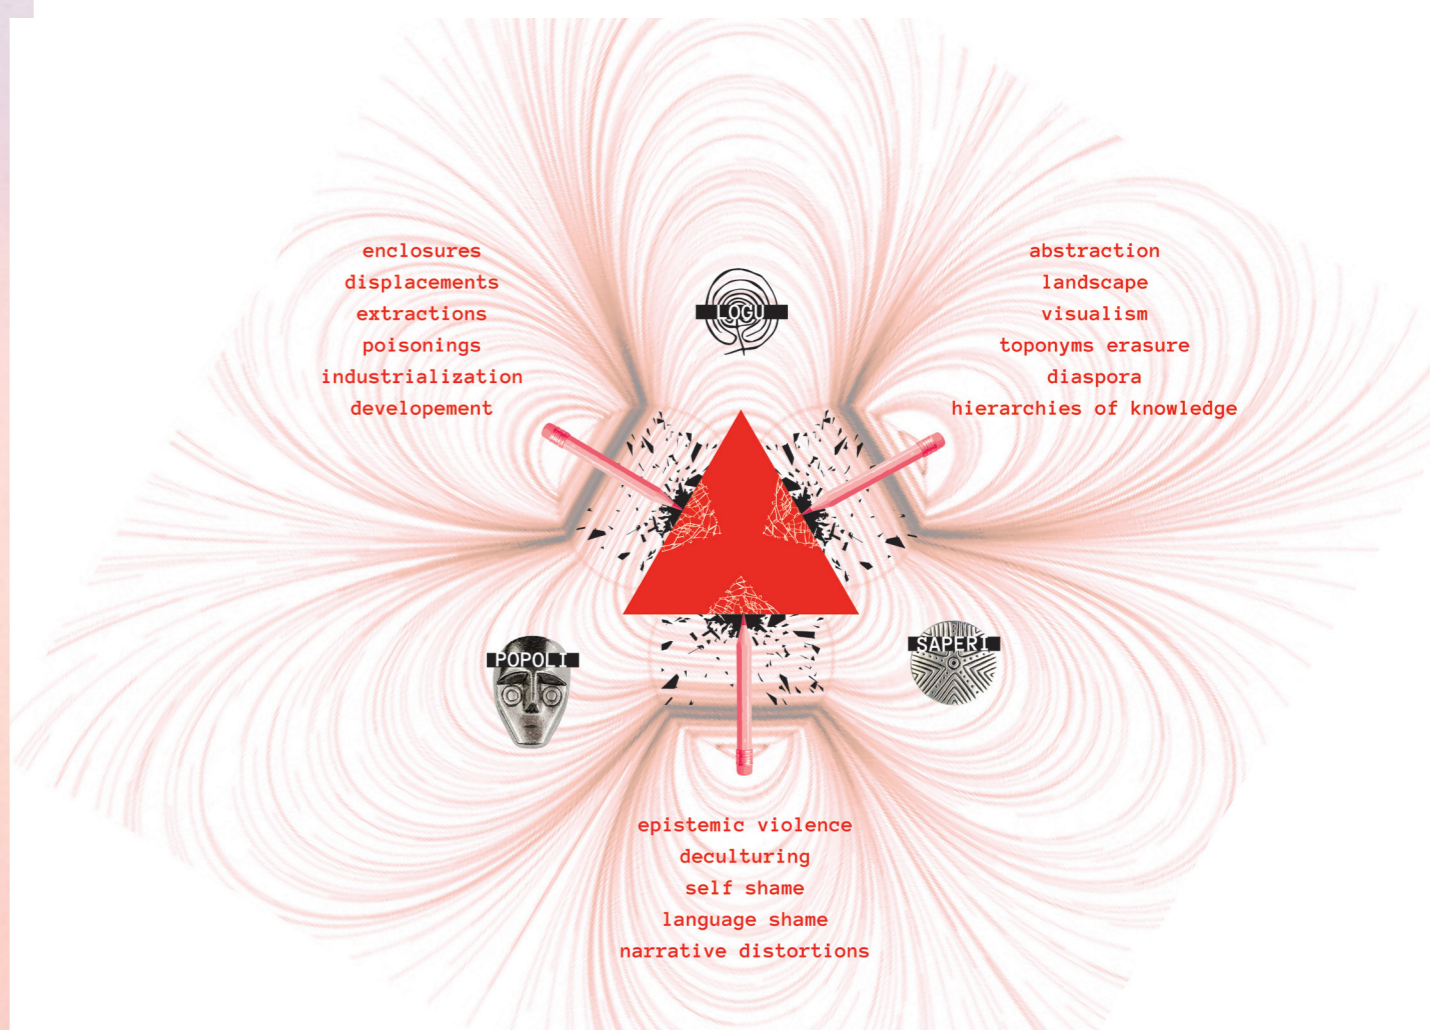 enclosures
displacements
extractions
poisonings
industrialization
developement
abstraction
landscape
visualism
toponyms erasure
diaspora
hierarchies of knowledge
LOGU
POPOLI
SAPERI
epistemic violence
deculturing
self shame
language shame
narrative distortions